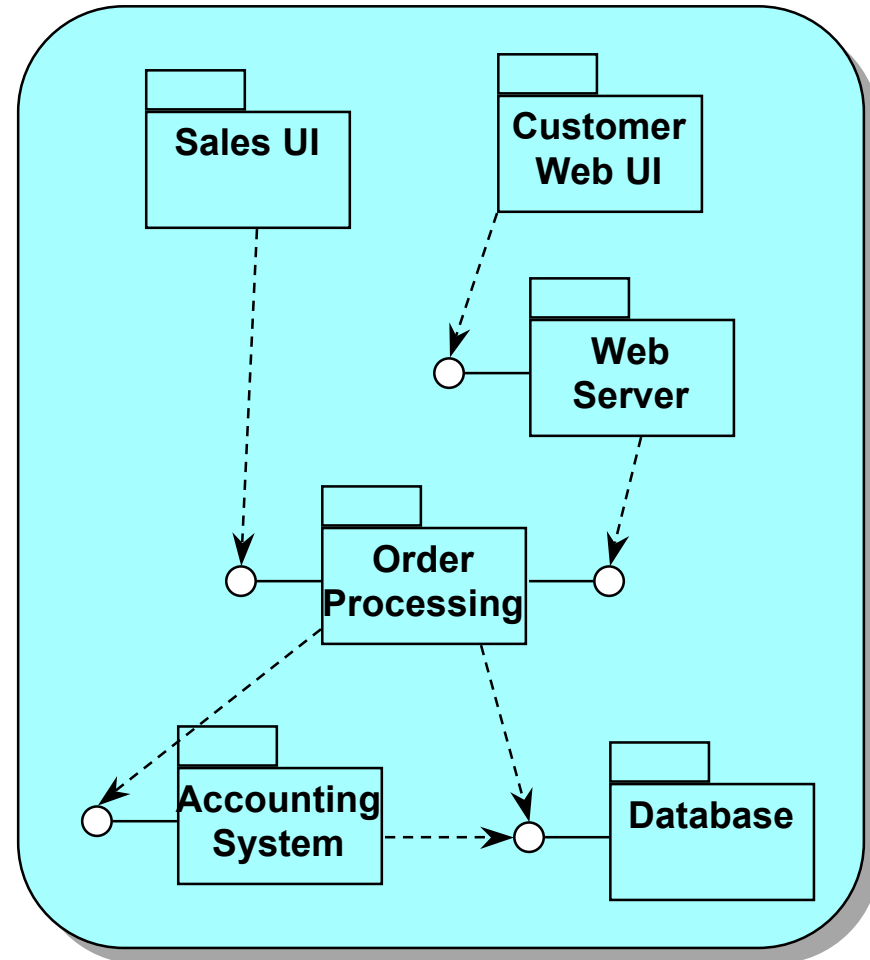 Sales UI
Customer
Web UI
Web
Server
Order
Processing
Accounting
System
Database